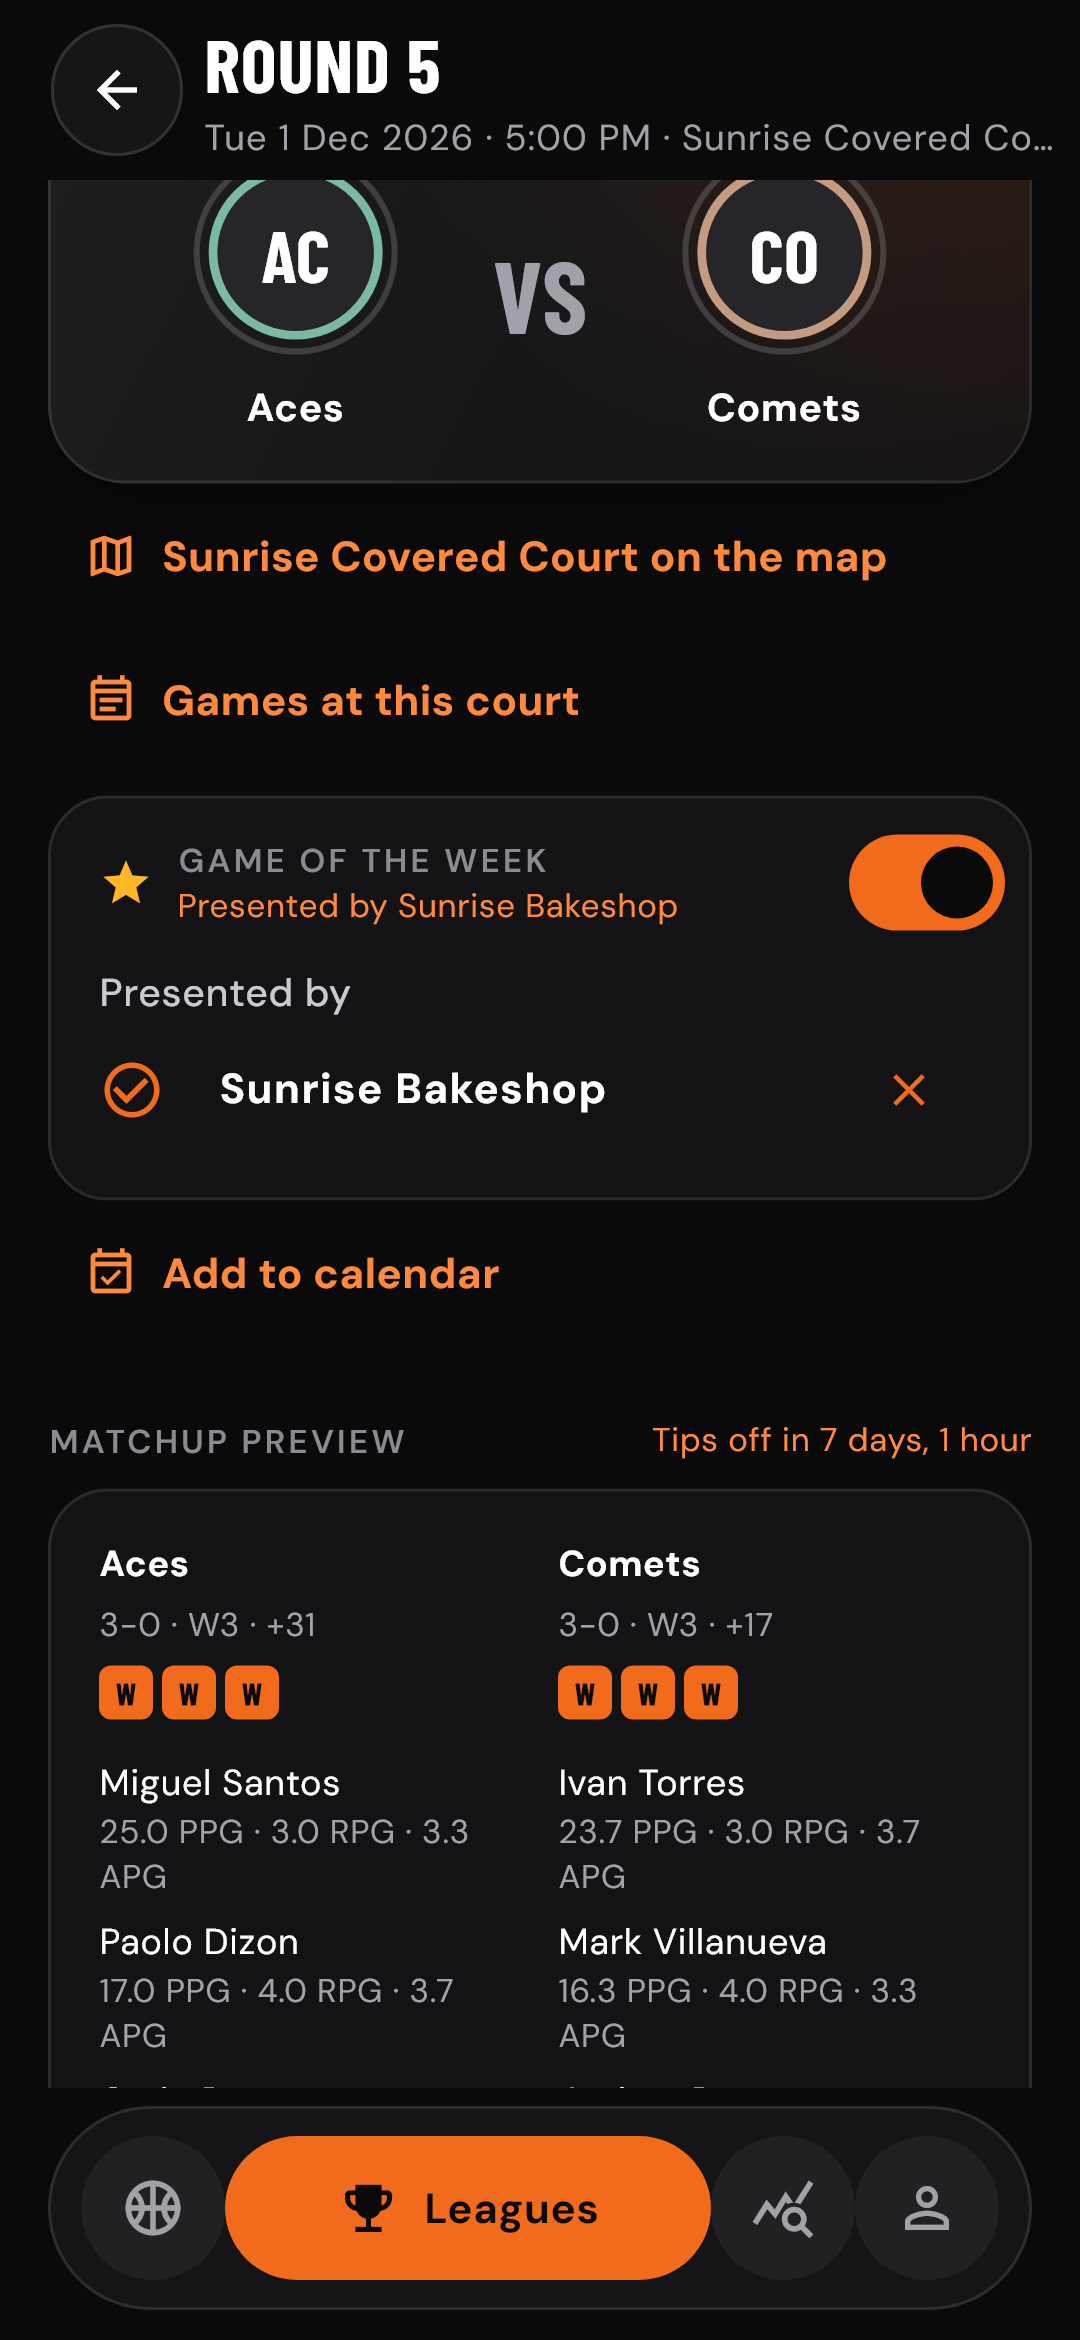 ROUND 5
Tue 1 Dec 2026 · 5:00 PM · Sunrise Covered Co...
AC
VS
CO
Aces
Comets
Sunrise Covered Court on the map
Games at this court
GAME OF THE WEEK
Presented by Sunrise Bakeshop
Presented by
Sunrise Bakeshop
Add to calendar
MATCHUP PREVIEW
Tips off in 7 days, 1 hour
Aces
3–0 · W3 · +31
W W W
Miguel Santos
25.0 PPG · 3.0 RPG · 3.3
APG
Paolo Dizon
17.0 PPG · 4.0 RPG · 3.7
APG
Comets
3–0 · W3 · +17
W W W
Ivan Torres
23.7 PPG · 3.0 RPG · 3.7
APG
Mark Villanueva
16.3 PPG · 4.0 RPG · 3.3
APG
Leagues